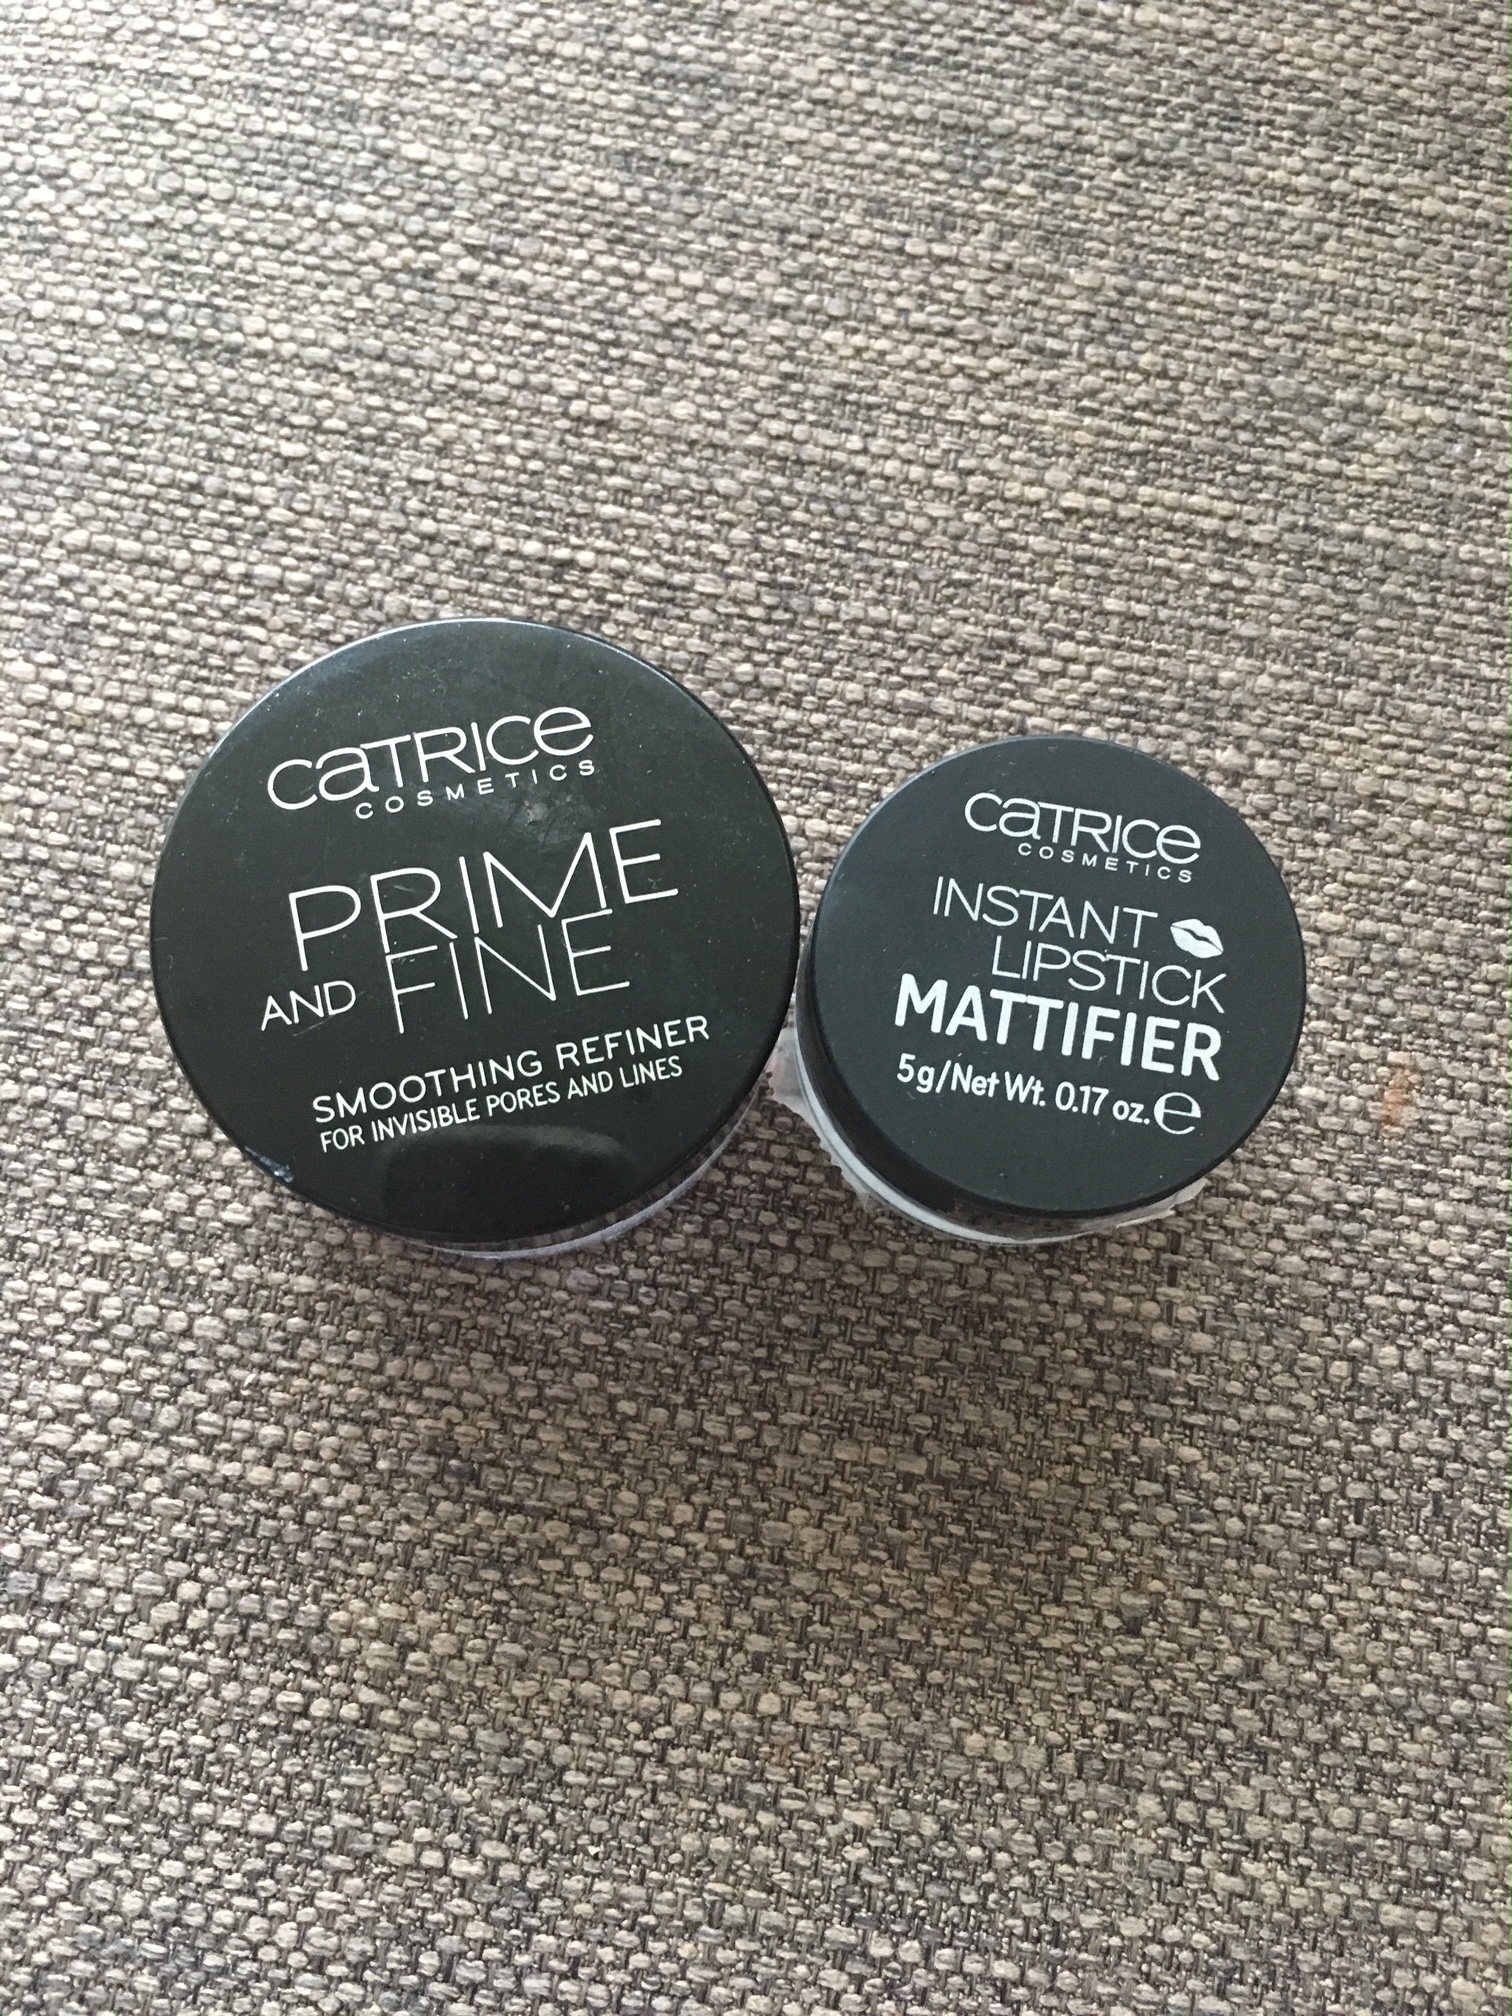 CATRICE
COSMETICS
PRIME
AND FINE
SMOOTHING REFINER
FOR INVISIBLE PORES AND LINES
CATRICE
COSMETICS
INSTANT
LIPSTICK
MATTIFIER
5g/Net Wt. 0.17 oz. ℮